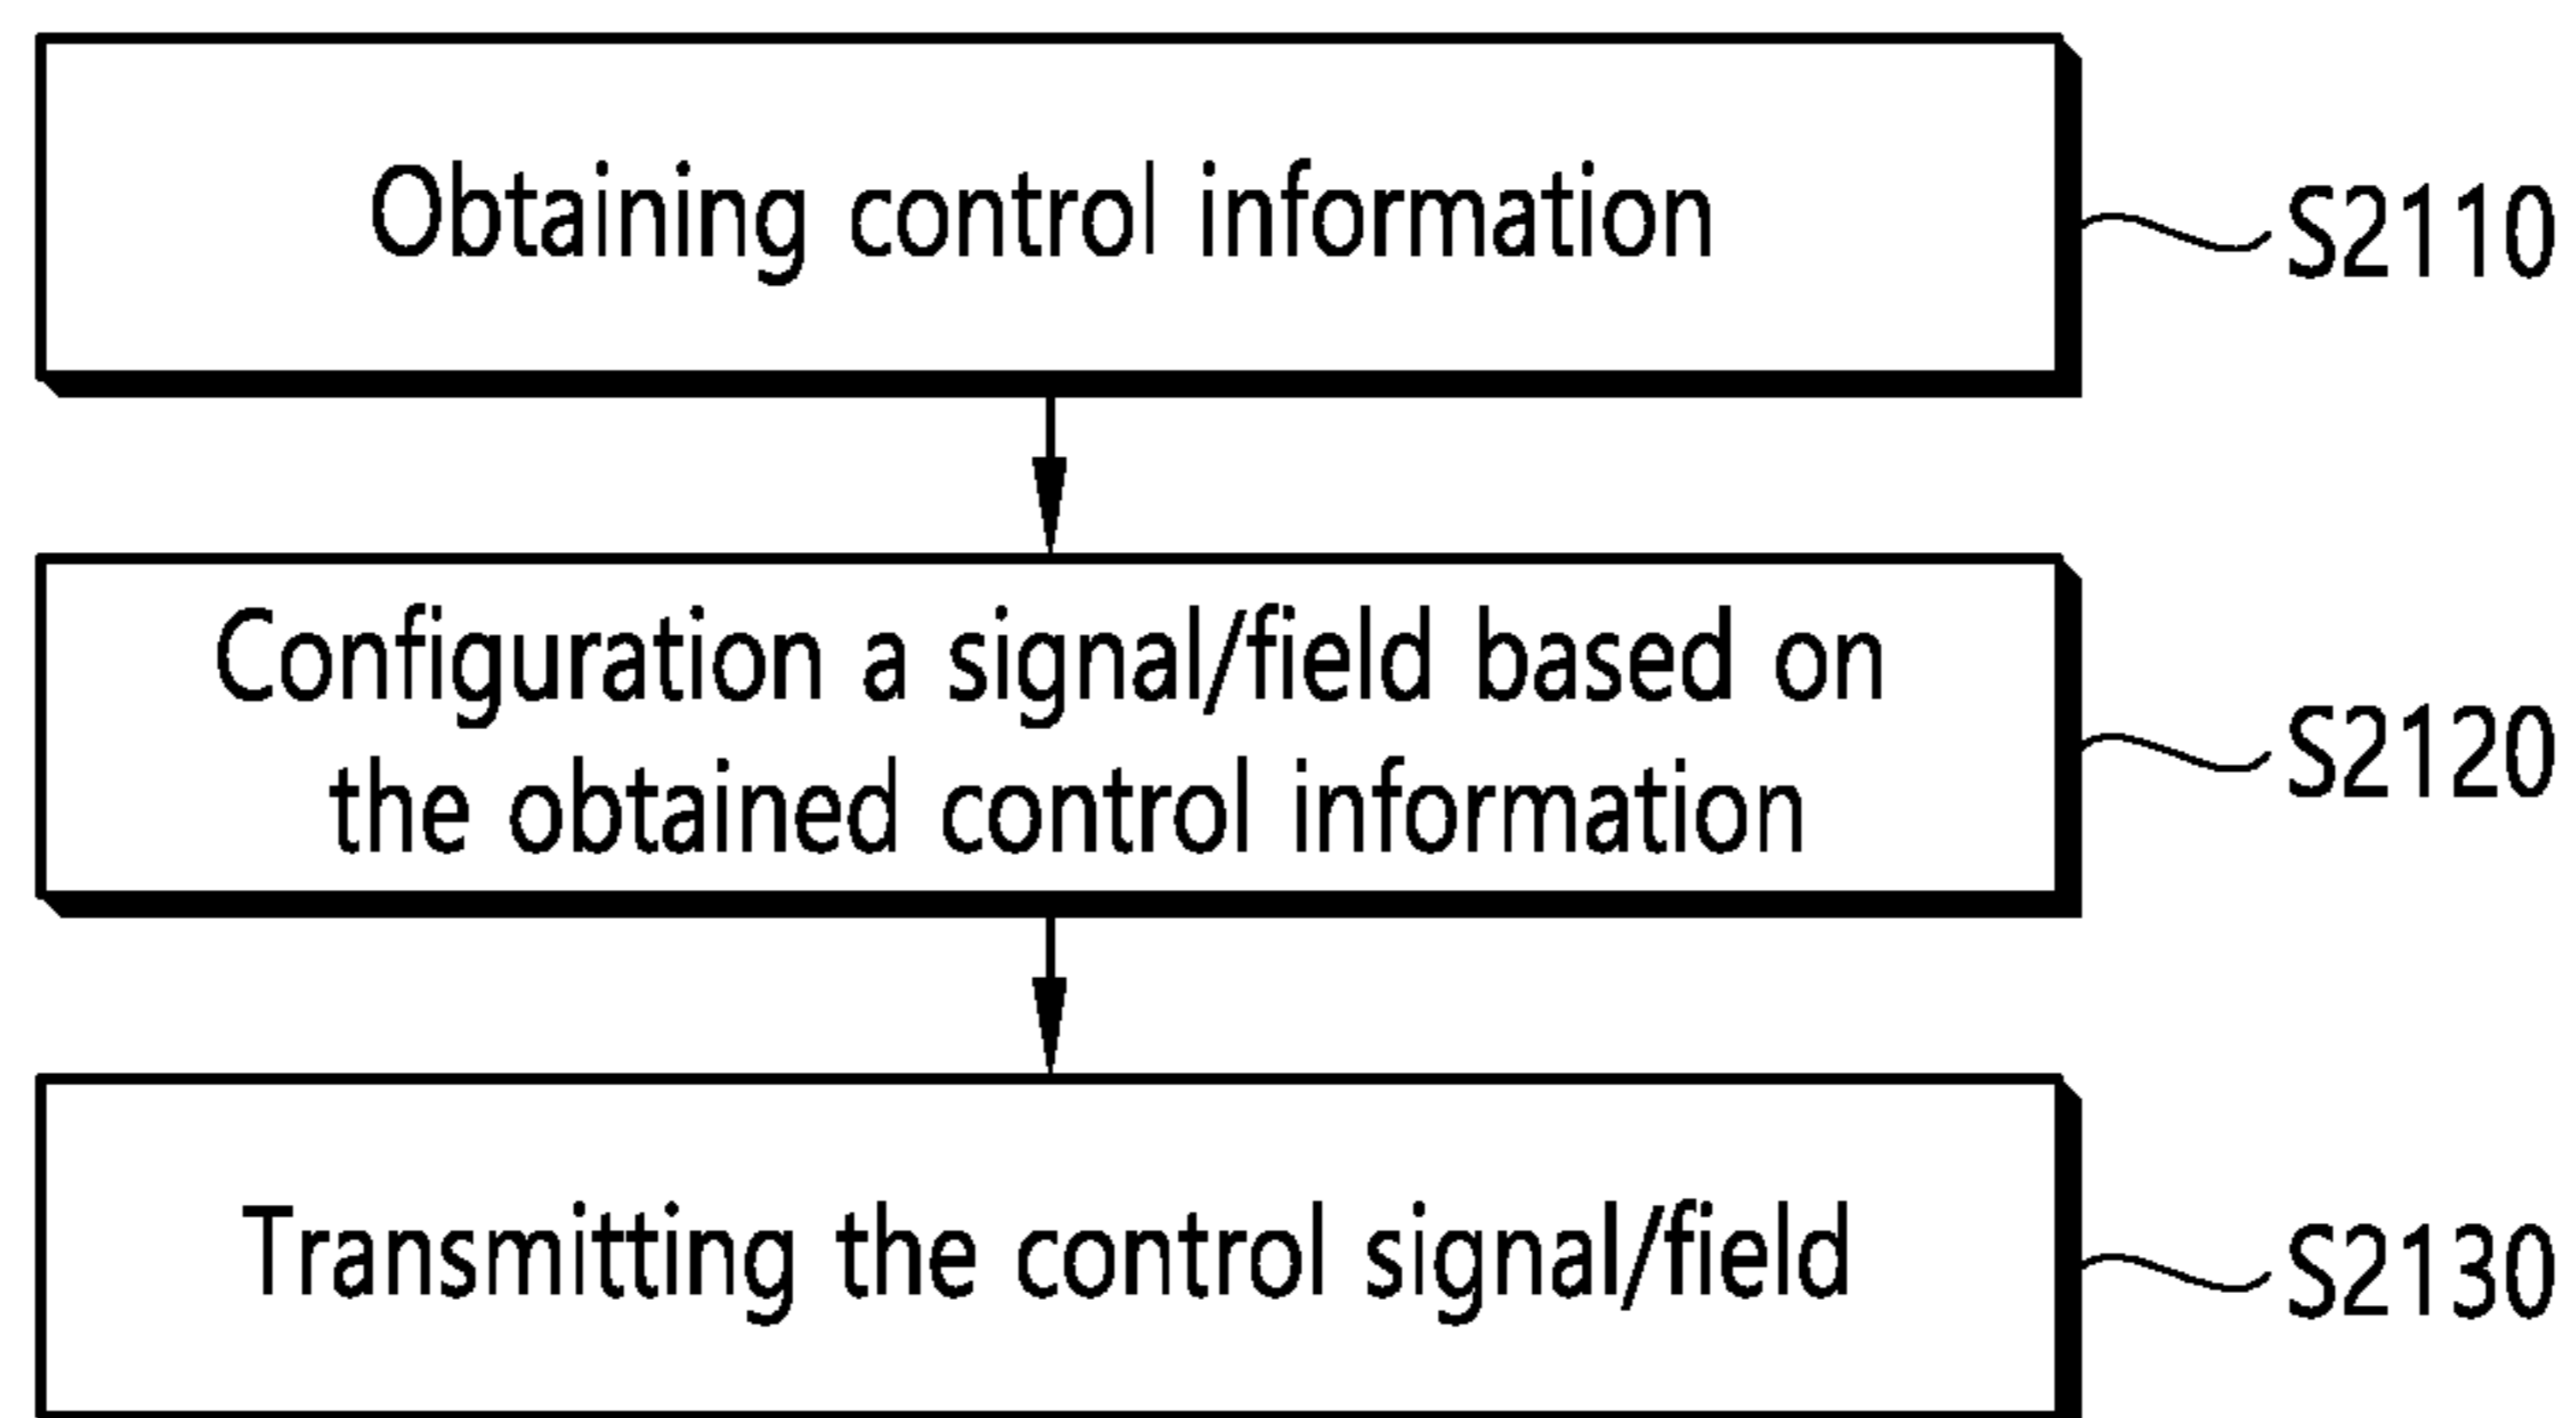 Obtaining control information
S2110
Configuration a signal/field based on
the obtained control information
S2120
Transmitting the control signal/field
S2130